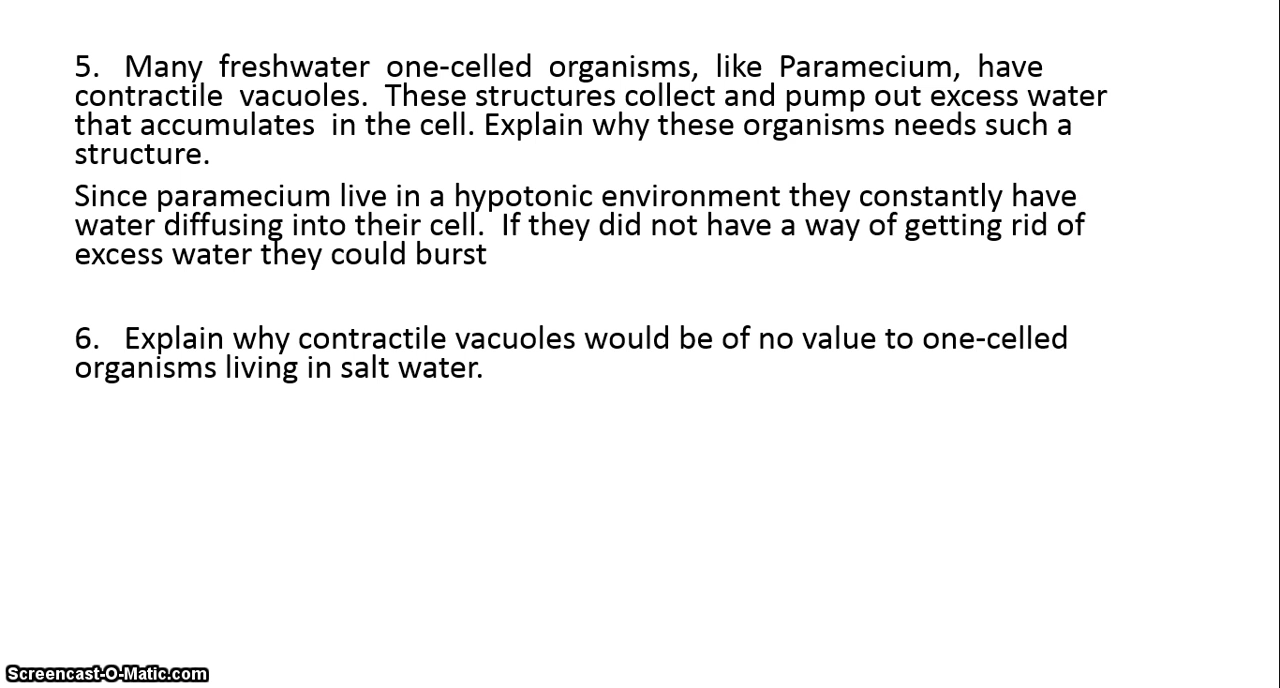 5. Many freshwater one-celled organisms, like Paramecium, have
contractile vacuoles. These structures collect and pump out excess water
that accumulates in the cell. Explain why these organisms needs such a
structure.
Since paramecium live in a hypotonic environment they constantly have
water diffusing into their cell. If they did not have a way of getting rid of
excess water they could burst
6. Explain why contractile vacuoles would be of no value to one-celled
organisms living in salt water.
Screencast-O-Matic.com